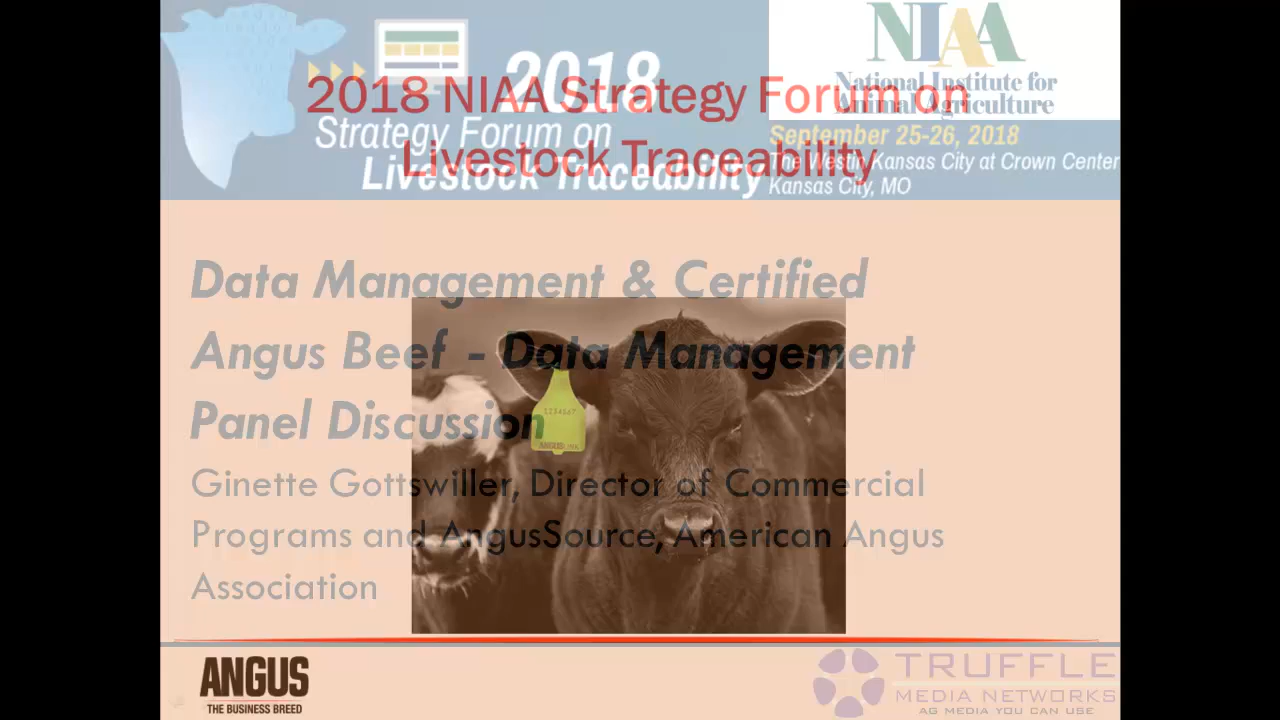 2018
Strategy Forum on
Livestock Traceability
NIAA
National Institute for
Animal Agriculture
September 25-26, 2018
The Westin Kansas City at Crown Center
Kansas City, MO
2018 NIAA Strategy Forum on
Livestock Traceability
Data Management & Certified
Angus Beef - Data Management
Panel Discussion
Ginette Gottswiller, Director of Commercial
Programs and AngusSource, American Angus
Association
1234567
ANGUS
THE BUSINESS BREED
TRUFFLE
MEDIA NETWORKS
AG MEDIA YOU CAN USE